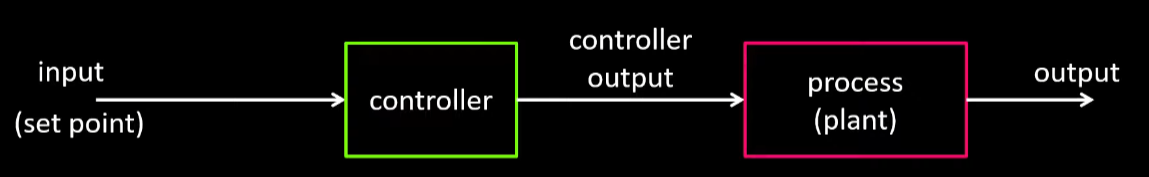 input
(set point)
controller
controller
output
process
(plant)
output